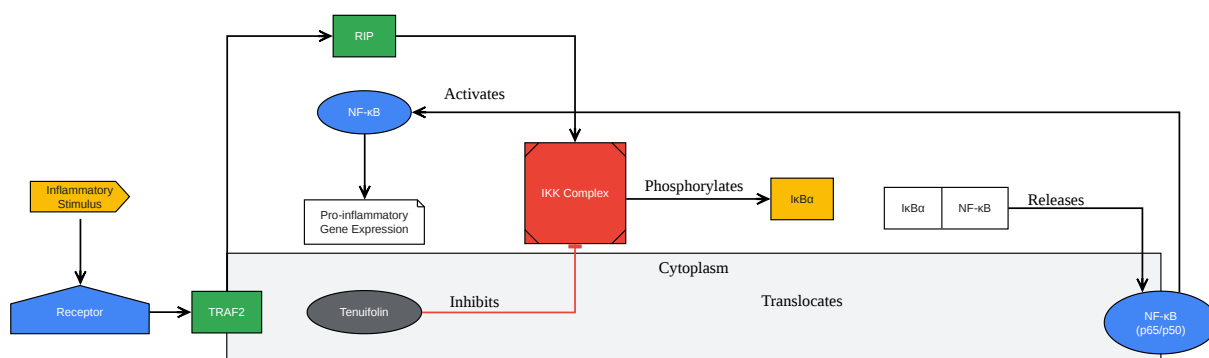 RIP
Activates
NF-κB
Inflammatory
Stimulus
IKK Complex
Phosphorylates
IκBα
IκBα
NF-κB
Releases
Pro-inflammatory
Gene Expression
Cytoplasm
Receptor
TRAF2
Tenuifolin
Inhibits
Translocates
NF-κB
(p65/p50)